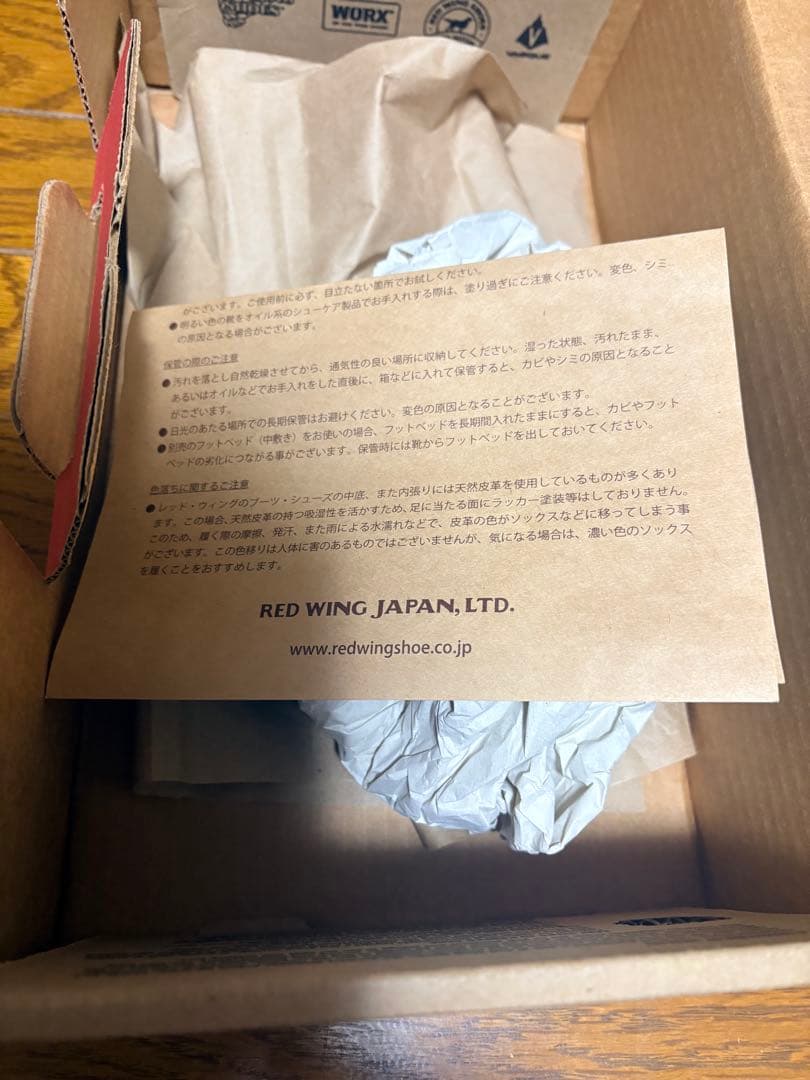 WORX
RED WING SHOES
がございます。ご使用前に必ず、目立たない箇所でお試しください。
●明るい色の靴をオイル系のシューケア製品でお手入れする際は、塗り過ぎにご注意ください。変色、シミ
の原因となる場合がございます。
保管の際のご注意
●汚れを落とし自然乾燥させてから、通気性の良い場所に収納してください。湿った状態、汚れたまま、
あるいはオイルなどでお手入れをした直後に、箱などに入れて保管すると、カビやシミの原因となること
がございます。
●日光のあたる場所での長期保管はお避けください。変色の原因となることがございます。
●別売のフットベッド（中敷き）をお使いの場合、フットベッドを長期間入れたままにすると、カビやフット
ベッドの劣化につながる事がございます。保管時には靴からフットベッドを出しておいてください。
色落ちに関するご注意
●レッド・ウィングのブーツ・シューズの中底、また内張りには天然皮革を使用しているものが多くあり
ます。この場合、天然皮革の持つ吸湿性を活かすため、足に当たる面にラッカー塗装等はしておりません。
このため、履く際の摩擦、発汗、また雨による水濡れなどで、皮革の色がソックスなどに移ってしまう事
がございます。この色移りは人体に害のあるものではございませんが、気になる場合は、濃い色のソックス
を履くことをおすすめします。
RED WING JAPAN, LTD.
www.redwingshoe.co.jp